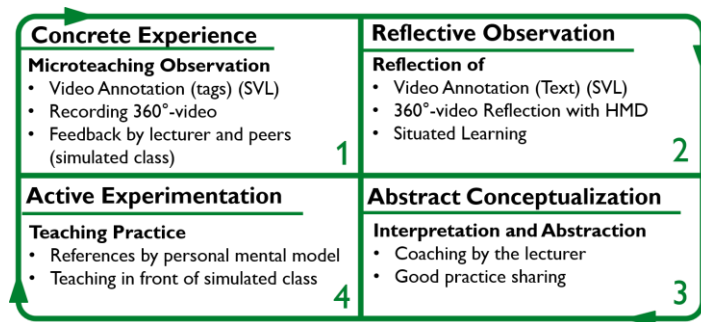 Concrete Experience
Microteaching Observation
• Video Annotation (tags) (SVL)
• Recording 360°-video
• Feedback by lecturer and peers
(simulated class)
1
Reflective Observation
Reflection of
• Video Annotation (Text) (SVL)
• 360°-video Reflection with HMD
• Situated Learning
2
Active Experimentation
Teaching Practice
• References by personal mental model
• Teaching in front of simulated class
4
Abstract Conceptualization
Interpretation and Abstraction
• Coaching by the lecturer
• Good practice sharing
3